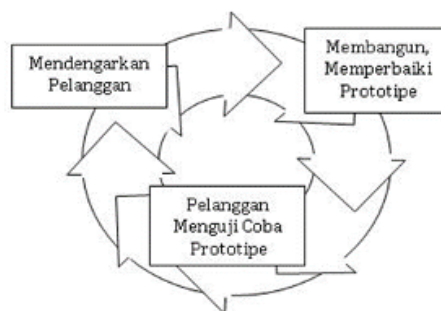 Mendengarkan
Pelanggan
Membangun,
Memperbaiki
Prototipe
Pelanggan
Menguji Coba
Prototipe